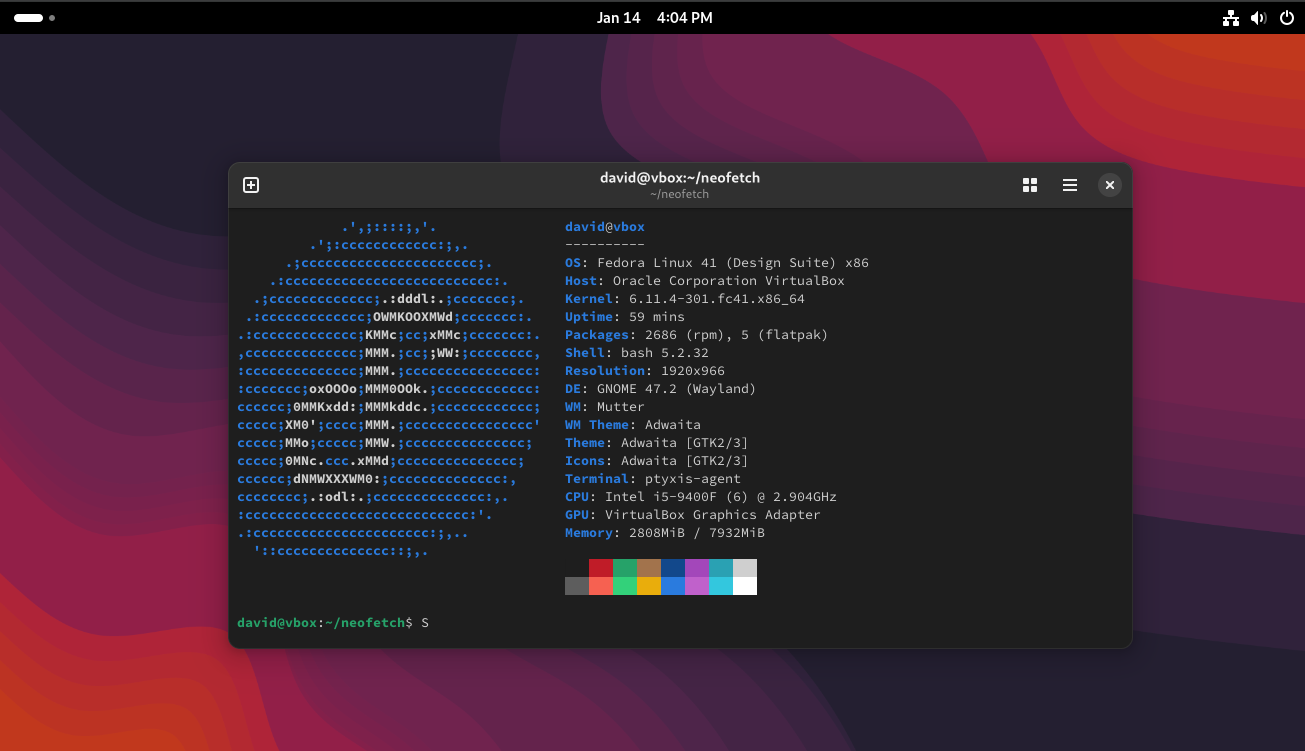 Jan 14 4:04 PM
david@vbox:~/neofetch
~/neofetch
.',;::::;,'.
.';:cccccccccccc:;,.
.;cccccccccccccccccccccc;.
.:cccccccccccccccccccccccccc:.
.;ccccccccccccc;.:dddl:.;ccccccc;.
.:ccccccccccccc;OWMKOOXMWd;ccccccc:.
.:ccccccccccccc;KMMc;cc;xMMc;ccccccc:.
,cccccccccccccc;MMM.;cc;;WW:;cccccccc,
:cccccccccccccc;MMM.;cccccccccccccccc:
:ccccccc;oxOOOo;MMM0OOk.;cccccccccccc:
cccccc;0MMKxdd:;MMMkddc.;cccccccccccc;
ccccc;XM0';cccc;MMM.;cccccccccccccccc'
ccccc;MMo;ccccc;MMW.;ccccccccccccccc;
ccccc;0MNc.ccc.xMMd;ccccccccccccccc;
cccccc;dNMWXXXWM0:;cccccccccccccc:,
cccccccc;.:odl:.;cccccccccccccc:,.
:cccccccccccccccccccccccccccc:'.
.:cccccccccccccccccccccc:;,..
'::cccccccccccccc::;,.
david@vbox
----------
OS: Fedora Linux 41 (Design Suite) x86
Host: Oracle Corporation VirtualBox
Kernel: 6.11.4-301.fc41.x86_64
Uptime: 59 mins
Packages: 2686 (rpm), 5 (flatpak)
Shell: bash 5.2.32
Resolution: 1920x966
DE: GNOME 47.2 (Wayland)
WM: Mutter
WM Theme: Adwaita
Theme: Adwaita [GTK2/3]
Icons: Adwaita [GTK2/3]
Terminal: ptyxis-agent
CPU: Intel i5-9400F (6) @ 2.904GHz
GPU: VirtualBox Graphics Adapter
Memory: 2808MiB / 7932MiB
david@vbox:~/neofetch$ S